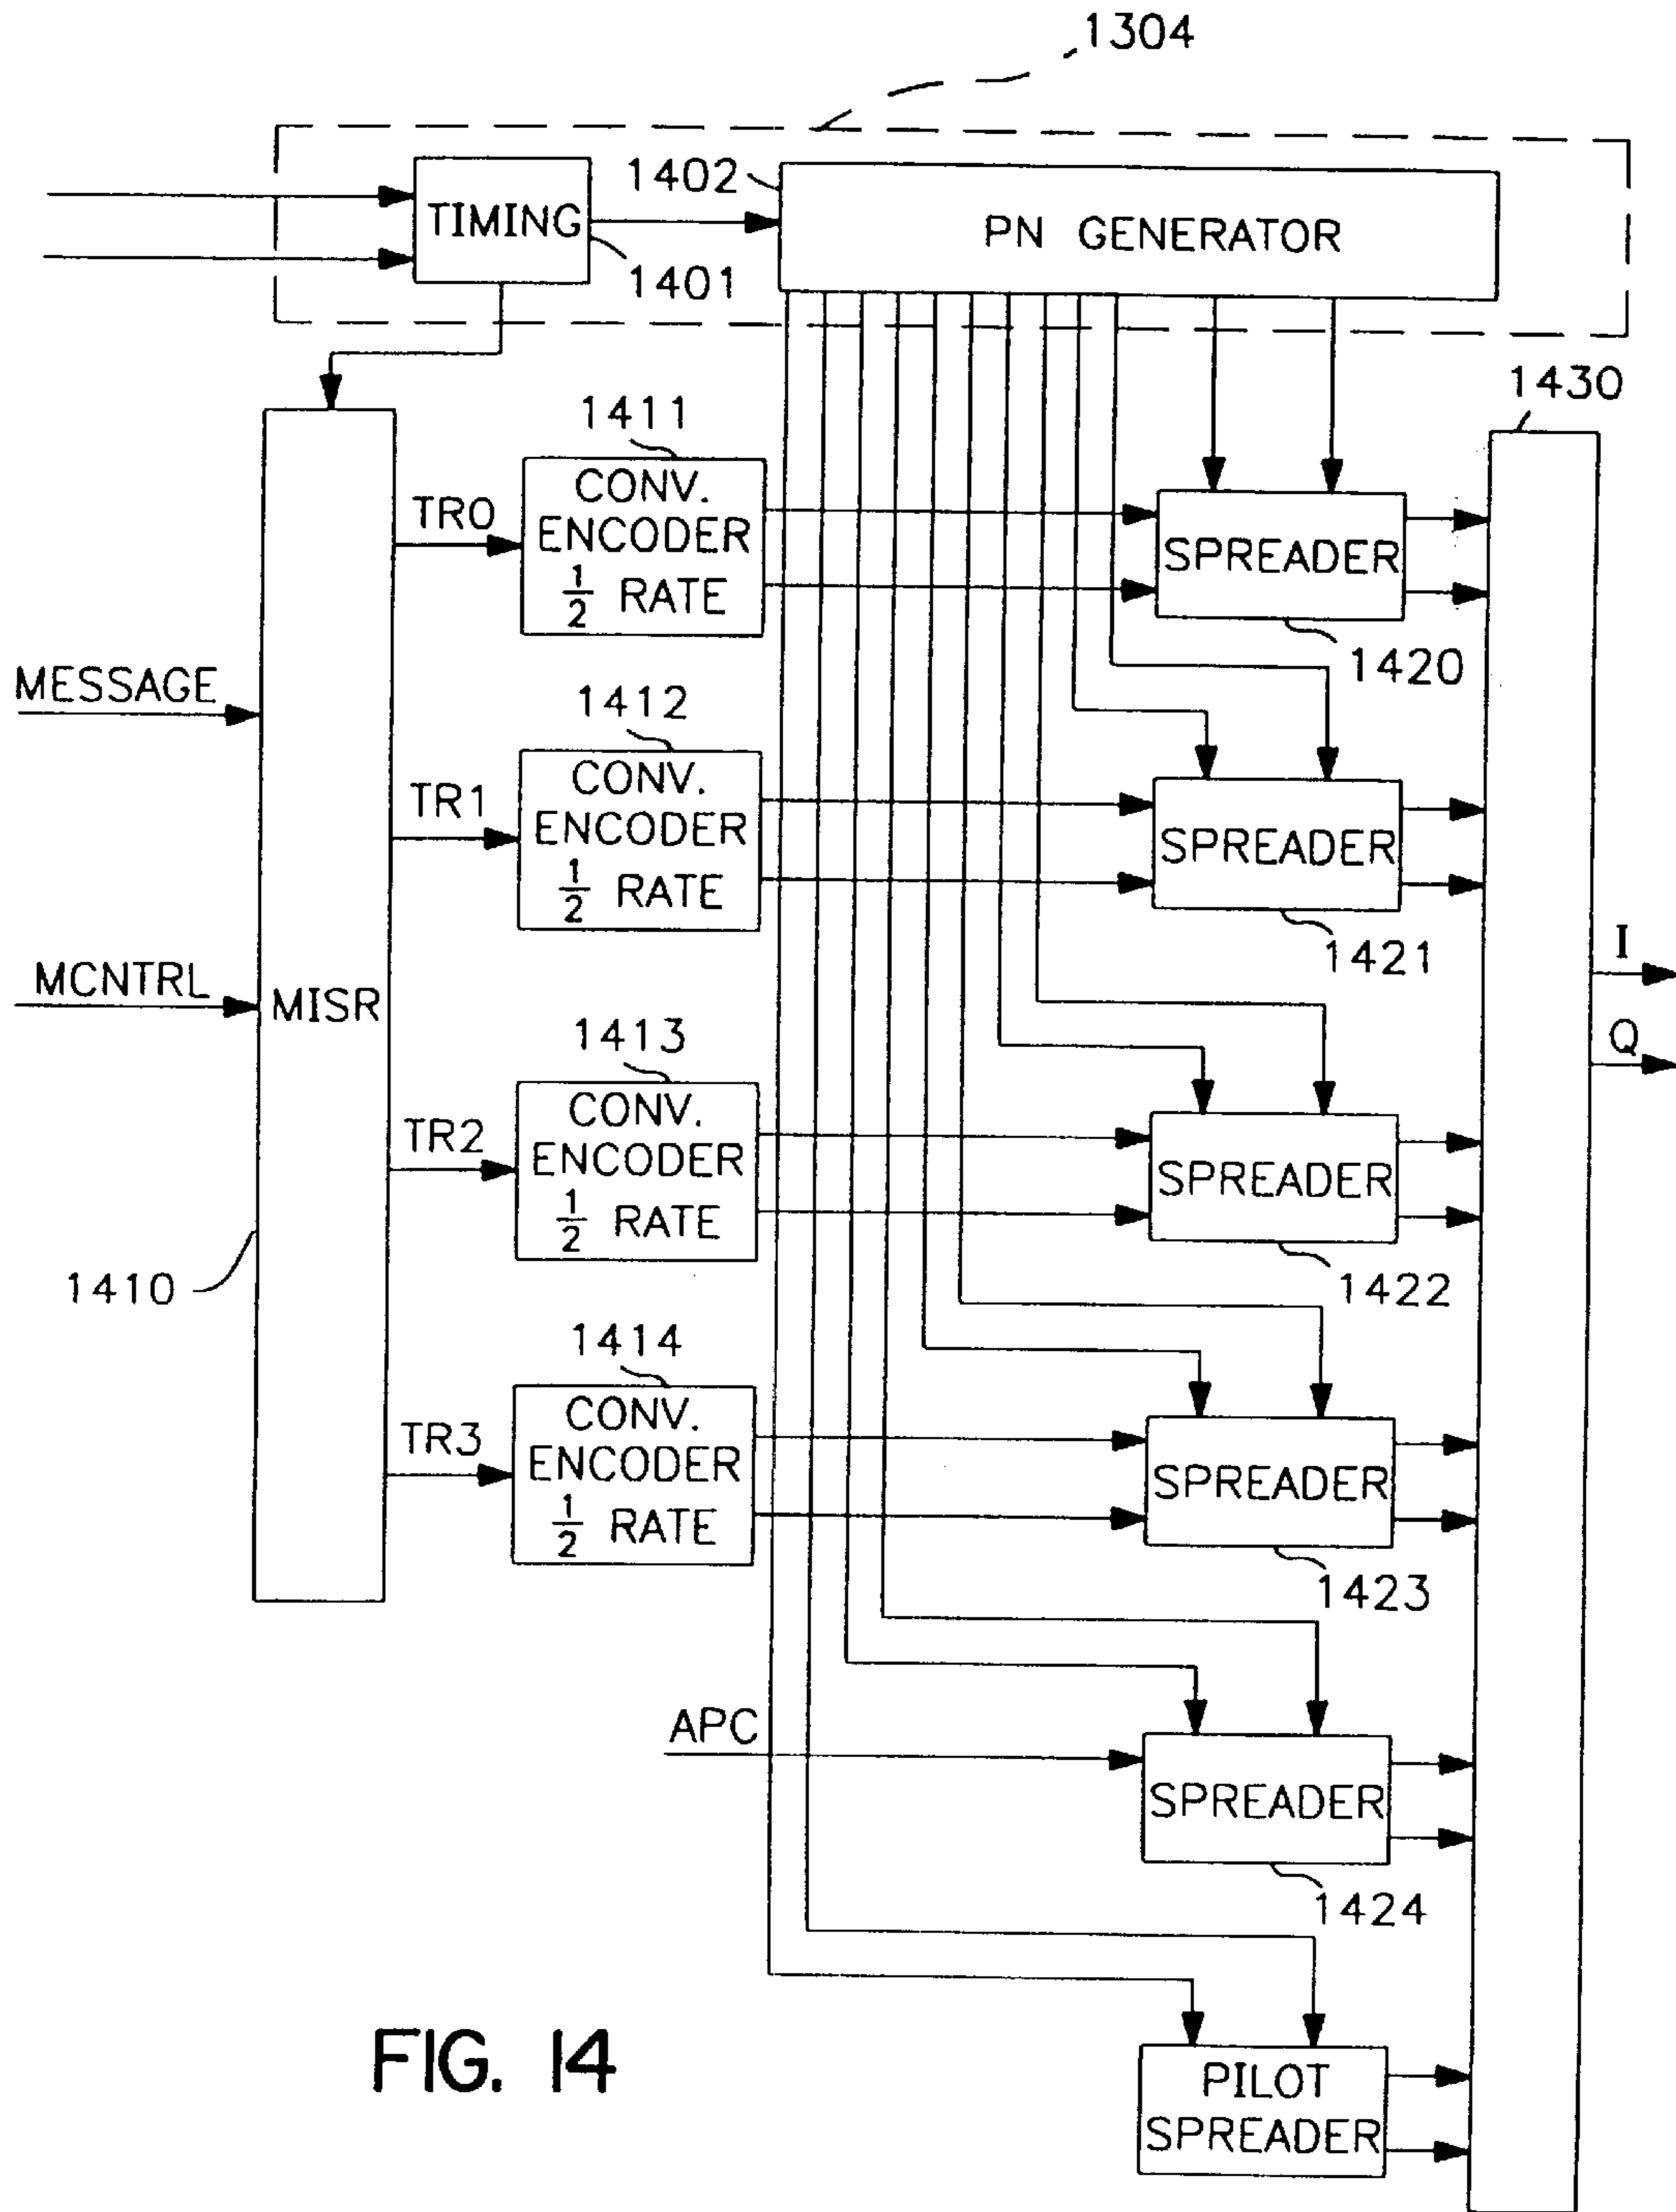 1304
1402
TIMING
PN GENERATOR
1401
1430
1411
CONV.
ENCODER
1/2 RATE
TR0
SPREADER
1420
MESSAGE
1412
CONV.
ENCODER
1/2 RATE
TR1
SPREADER
1421
I
MCNTRL
MISR
Q
1413
CONV.
ENCODER
1/2 RATE
TR2
SPREADER
1422
1410
1414
CONV.
ENCODER
1/2 RATE
TR3
SPREADER
1423
APC
SPREADER
1424
PILOT
SPREADER
FIG. 14